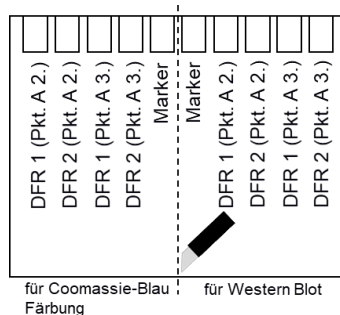 DFR 1 (Pkt. A 2.)
DFR 2 (Pkt. A 2.)
DFR 1 (Pkt. A 3.)
DFR 2 (Pkt. A 3.)
Marker
Marker
DFR 1 (Pkt. A 2.)
DFR 2 (Pkt. A 2.)
DFR 1 (Pkt. A 3.)
DFR 2 (Pkt. A 3.)
für Coomassie-Blau
Färbung
für Western Blot